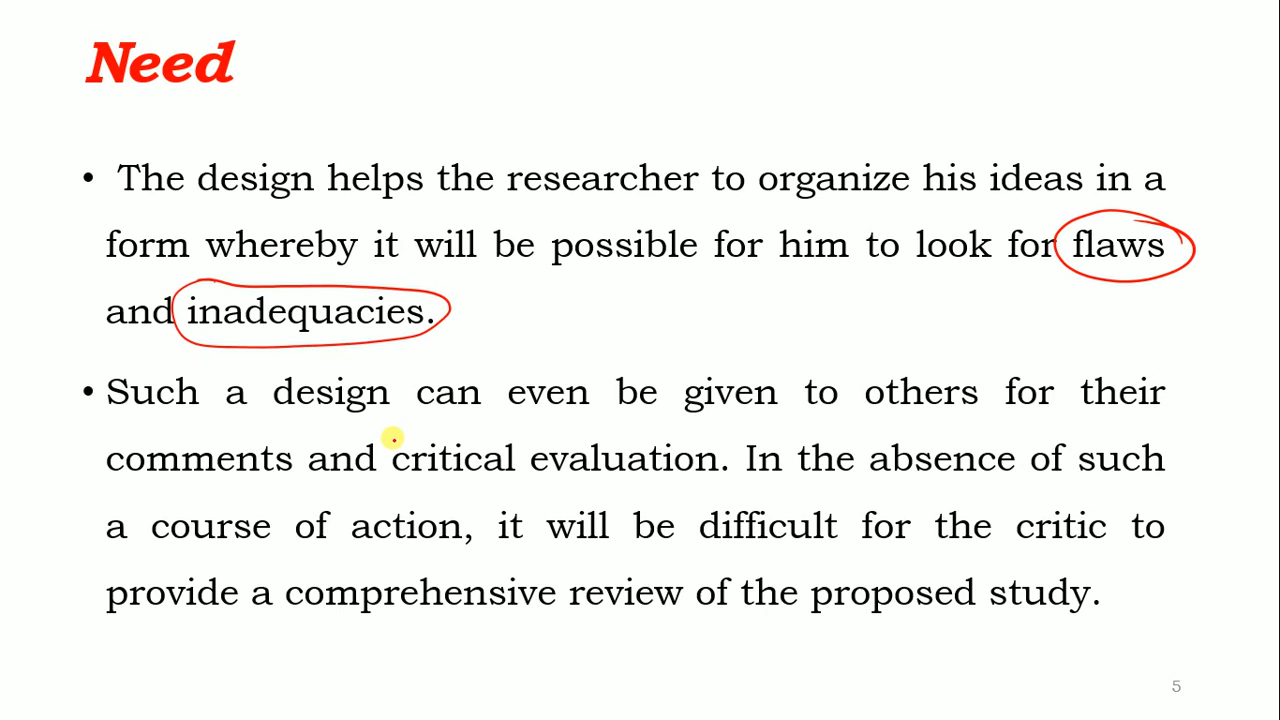 Need
• The design helps the researcher to organize his ideas in a
form whereby it will be possible for him to look for flaws
and inadequacies.
• Such a design can even be given to others for their
comments and critical evaluation. In the absence of such
a course of action, it will be difficult for the critic to
provide a comprehensive review of the proposed study.
5